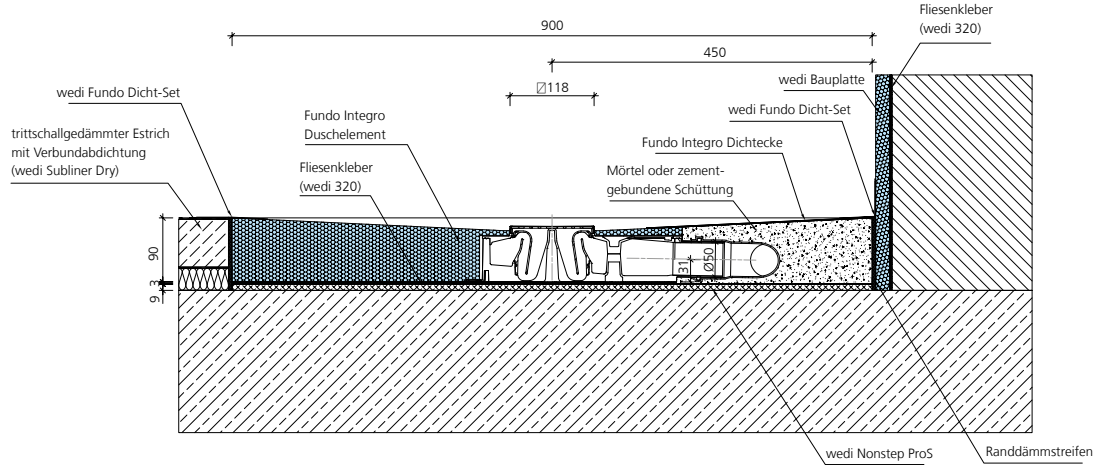 Fliesenkleber
(wedi 320)
900
450
118
wedi Bauplatte
wedi Fundo Dicht-Set
wedi Fundo Dicht-Set
Fundo Integro
Duschelement
trittschallgedämmter Estrich
mit Verbundabdichtung
(wedi Subliner Dry)
Fundo Integro Dichtecke
Fliesenkleber
(wedi 320)
Mörtel oder zement-
gebundene Schüttung
90
3
9
31
Ø50
wedi Nonstep ProS
Randdämmstreifen